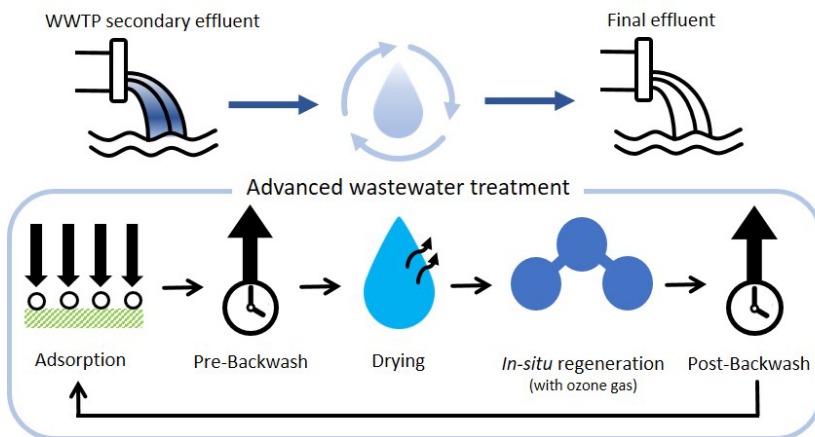 WWTP secondary effluent
Final effluent
Advanced wastewater treatment
Adsorption
Pre-Backwash
Drying
In-situ regeneration
(with ozone gas)
Post-Backwash